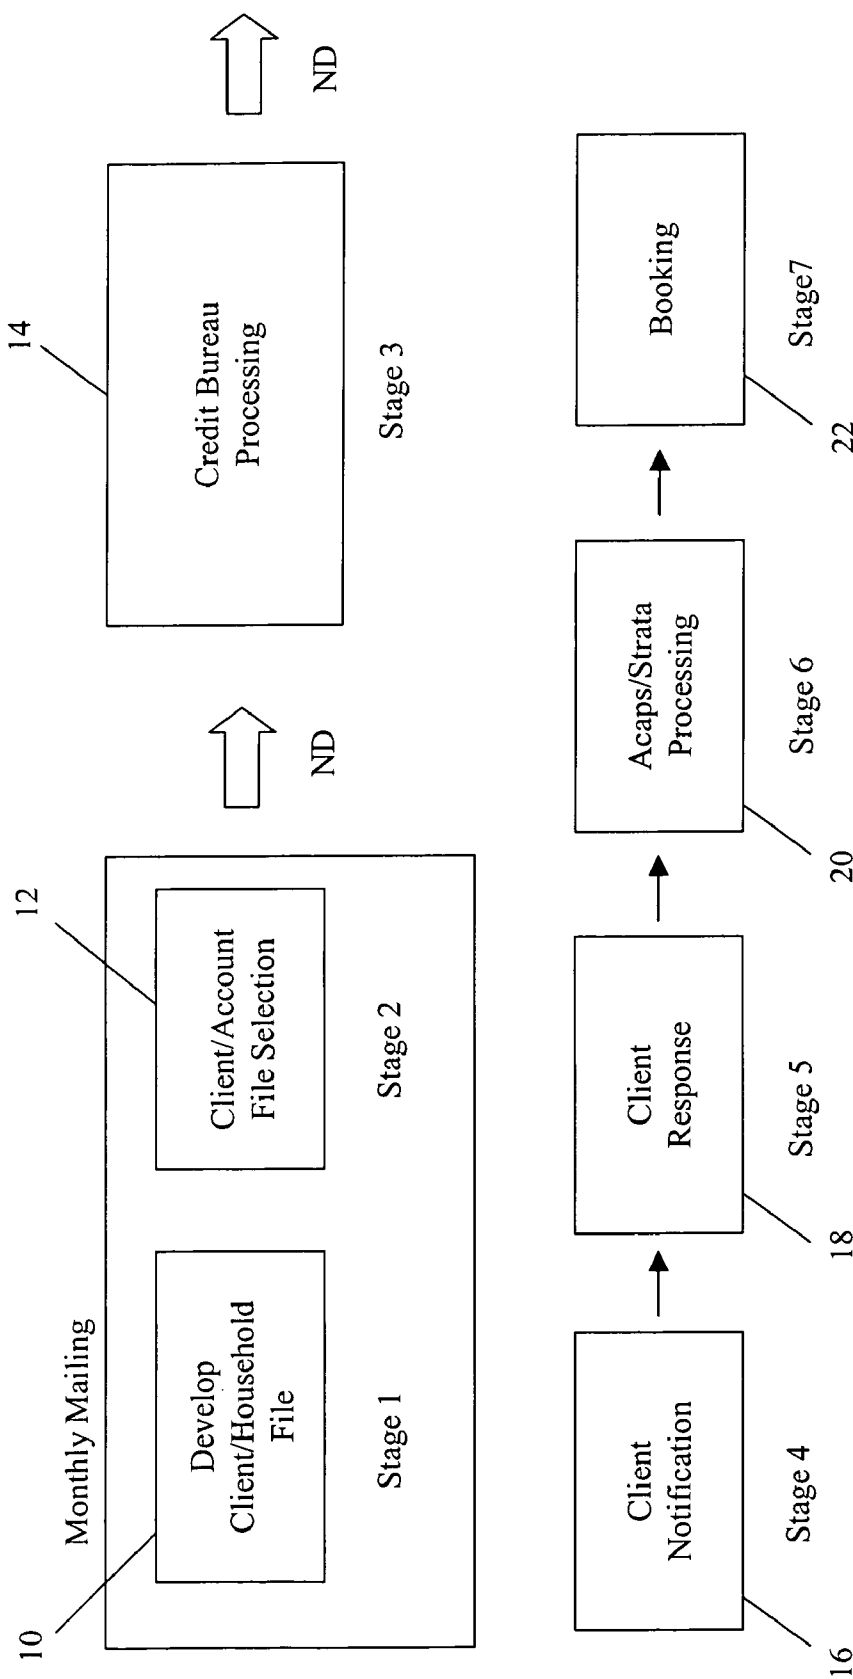 Monthly Mailing
10
12
14
Develop
Client/Household
File
Client/Account
File Selection
Credit Bureau
Processing
Stage 1
Stage 2
Stage 3
ND
ND
Client
Notification
Client
Response
Acaps/Strata
Processing
Booking
Stage 4
Stage 5
Stage 6
Stage7
16
18
20
22